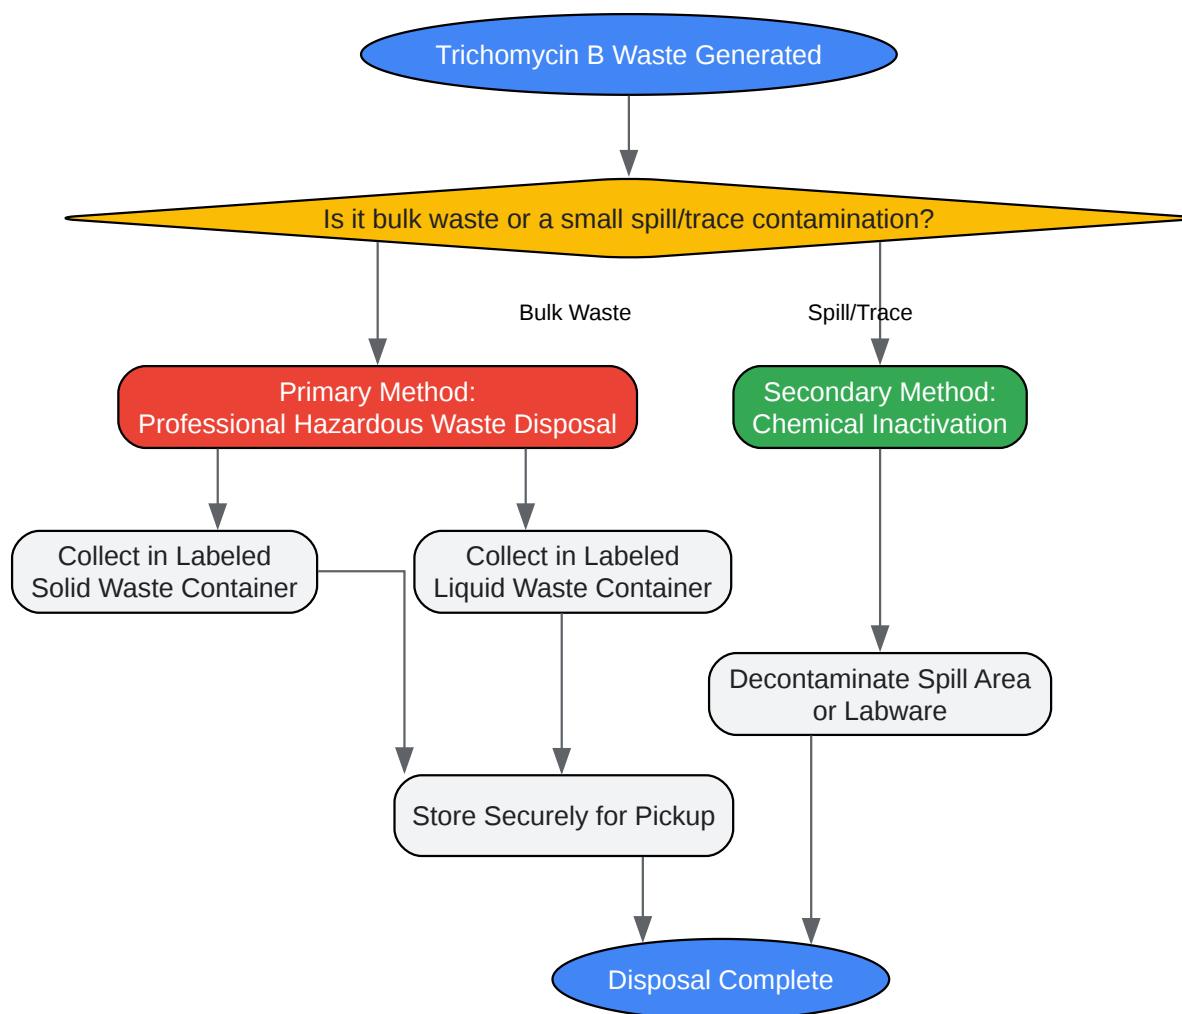 Trichomycin B Waste Generated
Is it bulk waste or a small spill/trace contamination?
Bulk Waste
Spill/Trace
Primary Method:
Professional Hazardous Waste Disposal
Secondary Method:
Chemical Inactivation
Collect in Labeled
Solid Waste Container
Collect in Labeled
Liquid Waste Container
Decontaminate Spill Area
or Labware
Store Securely for Pickup
Disposal Complete